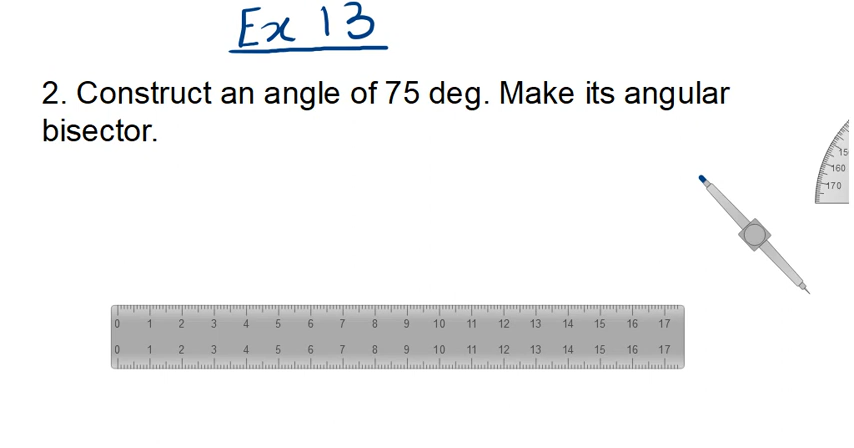 Ex 13
2. Construct an angle of 75 deg. Make its angular
bisector.
15
160
170
0 1 2 3 4 5 6 7 8 9 10 11 12 13 14 15 16 17
0 1 2 3 4 5 6 7 8 9 10 11 12 13 14 15 16 17